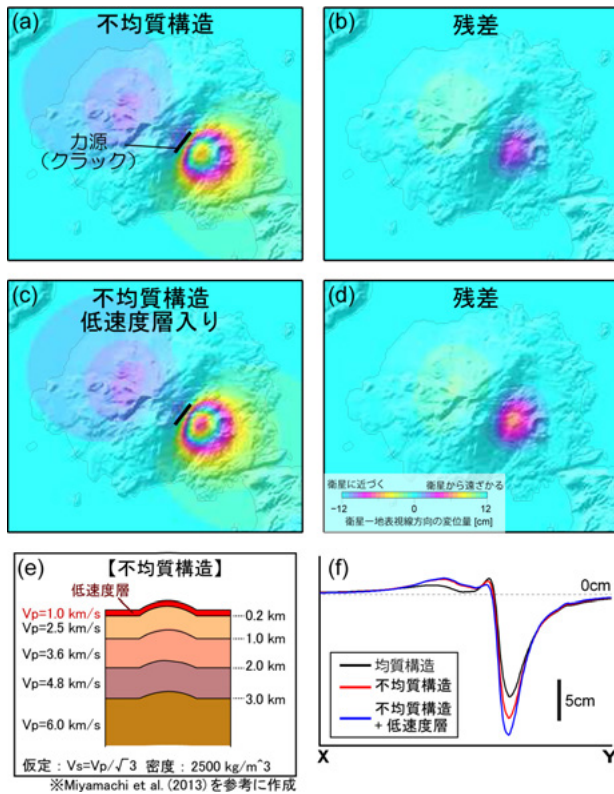 (a)
不均質構造
力源
(クラック)
(b)
残差
(c)
不均質構造
低速度層入り
(d)
残差
衛星に近づく
衛星から遠ざかる
-12
0
12
衛星ー地表視線方向の変位量 [cm]
(e)
【不均質構造】
低速度層
Vp=1.0 km/s
0.2 km
Vp=2.5 km/s
1.0 km
Vp=3.6 km/s
2.0 km
Vp=4.8 km/s
3.0 km
Vp=6.0 km/s
仮定 : Vs=Vp/√3 密度 : 2500 kg/m^3
※Miyamachi et al. (2013) を参考に作成
(f)
0cm
均質構造
不均質構造
不均質構造
+ 低速度層
5cm
X
Y